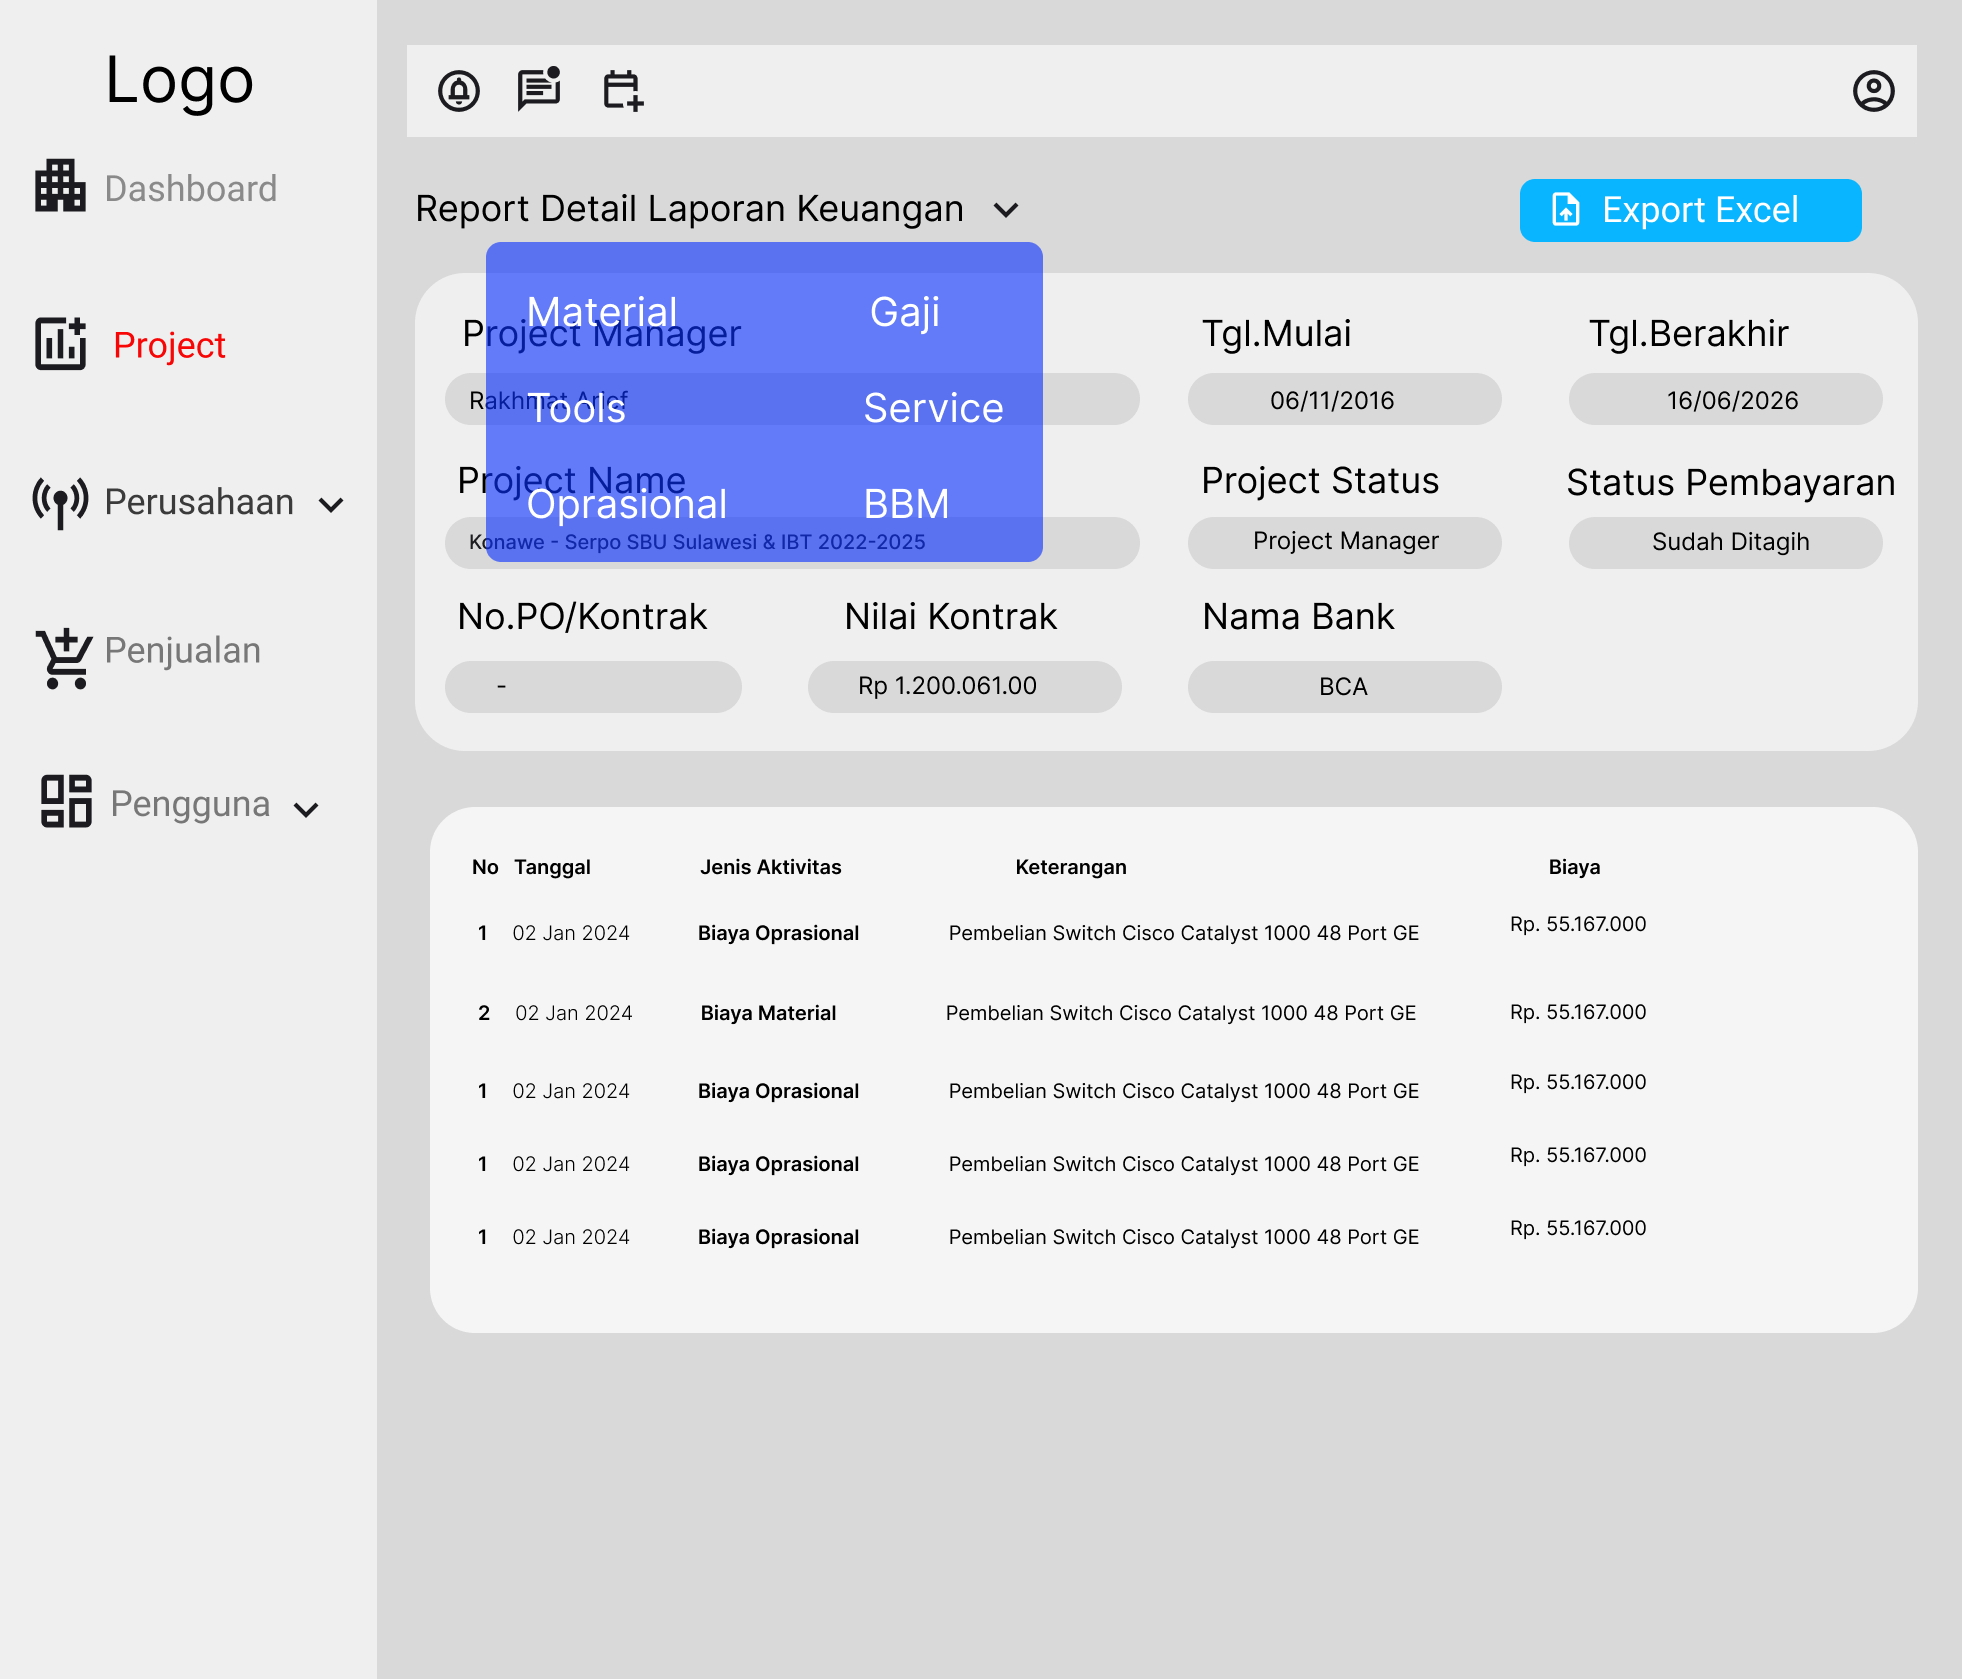 Logo
Dashboard
Project
Perusahaan
Penjualan
Pengguna
Report Detail Laporan Keuangan
Export Excel
Material Gaji
Tools Service
Oprasional BBM
Project Manager Tgl.Mulai Tgl.Berakhir
Rakhmat Arief 06/11/2016 16/06/2026
Project Name Project Status Status Pembayaran
Konawe - Serpo SBU Sulawesi & IBT 2022-2025 Project Manager Sudah Ditagih
No.PO/Kontrak Nilai Kontrak Nama Bank
- Rp 1.200.061.00 BCA
No Tanggal Jenis Aktivitas Keterangan Biaya
1 02 Jan 2024 Biaya Oprasional Pembelian Switch Cisco Catalyst 1000 48 Port GE Rp. 55.167.000
2 02 Jan 2024 Biaya Material Pembelian Switch Cisco Catalyst 1000 48 Port GE Rp. 55.167.000
1 02 Jan 2024 Biaya Oprasional Pembelian Switch Cisco Catalyst 1000 48 Port GE Rp. 55.167.000
1 02 Jan 2024 Biaya Oprasional Pembelian Switch Cisco Catalyst 1000 48 Port GE Rp. 55.167.000
1 02 Jan 2024 Biaya Oprasional Pembelian Switch Cisco Catalyst 1000 48 Port GE Rp. 55.167.000